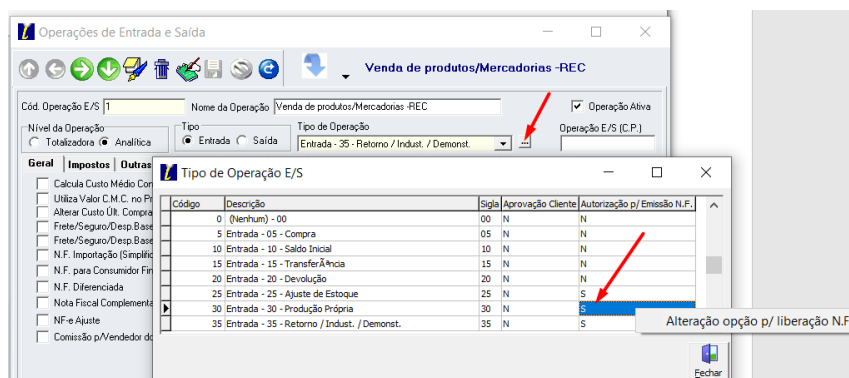 Operações de Entrada e Saída
Venda de produtos/Mercadorias -REC
Cód. Operação E/S 1 Nome da Operação Venda de produtos/Mercadorias -REC Operação Ativa
Nível da Operação Tipo Tipo de Operação Operação E/S (C.P.)
Totalizadora Analítica Entrada Saída Entrada - 35 - Retorno / Indust. / Demonst. ...
Geral Impostos Outras
Calcula Custo Médio Con
Utiliza Valor C.M.C. no Pr
Alterar Custo Últ. Compra
Frete/Seguro/Desp.Base
Frete/Seguro/Desp.Base
N.F. Importação (Simplific
N.F. para Consumidor Fin
N.F. Diferenciada
Nota Fiscal Complementa
NF-e Ajuste
Comissão p/Vendedor do
Tipo de Operação E/S
Código Descrição Sigla Aprovação Cliente Autorização p/ Emissão N.F.
0 (Nenhum) - 00 00 N N
5 Entrada - 05 - Compra 05 N N
10 Entrada - 10 - Saldo Inicial 10 N N
15 Entrada - 15 - TransferÃªncia 15 N N
20 Entrada - 20 - Devolução 20 N N
25 Entrada - 25 - Ajuste de Estoque 25 N S
30 Entrada - 30 - Produção Própria 30 N S
35 Entrada - 35 - Retorno / Indust. / Demonst. 35 N S
Alteração opção p/ liberação N.F
Fechar